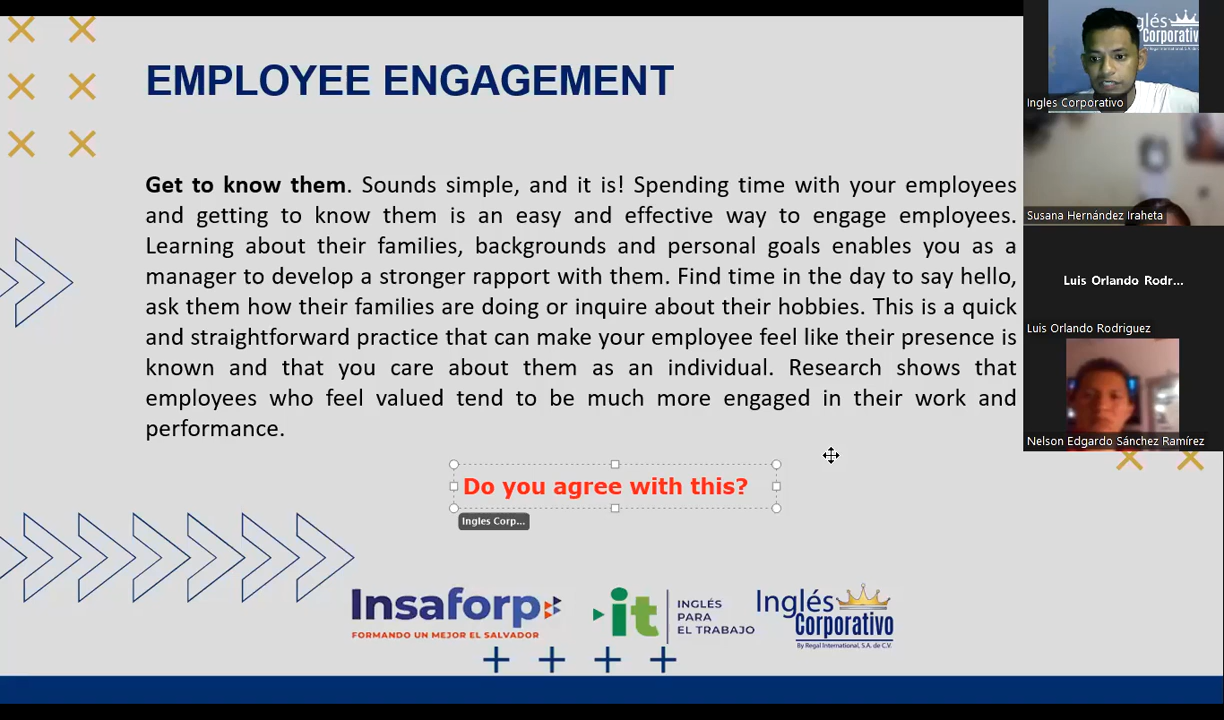 EMPLOYEE ENGAGEMENT
Get to know them. Sounds simple, and it is! Spending time with your employees
and getting to know them is an easy and effective way to engage employees.
Learning about their families, backgrounds and personal goals enables you as a
manager to develop a stronger rapport with them. Find time in the day to say hello,
ask them how their families are doing or inquire about their hobbies. This is a quick
and straightforward practice that can make your employee feel like their presence is
known and that you care about them as an individual. Research shows that
employees who feel valued tend to be much more engaged in their work and
performance.
Do you agree with this?
Ingles Corp...
Insaforp
FORMANDO UN MEJOR EL SALVADOR
it
INGLÉS
PARA
EL TRABAJO
Inglés
Corporativo
By Regal International, S.A. de C.V.
glés
Corporativ
Ingles Corporativo
Susana Hernández Iraheta
Luis Orlando Rodr...
Luis Orlando Rodriguez
Nelson Edgardo Sánchez Ramírez